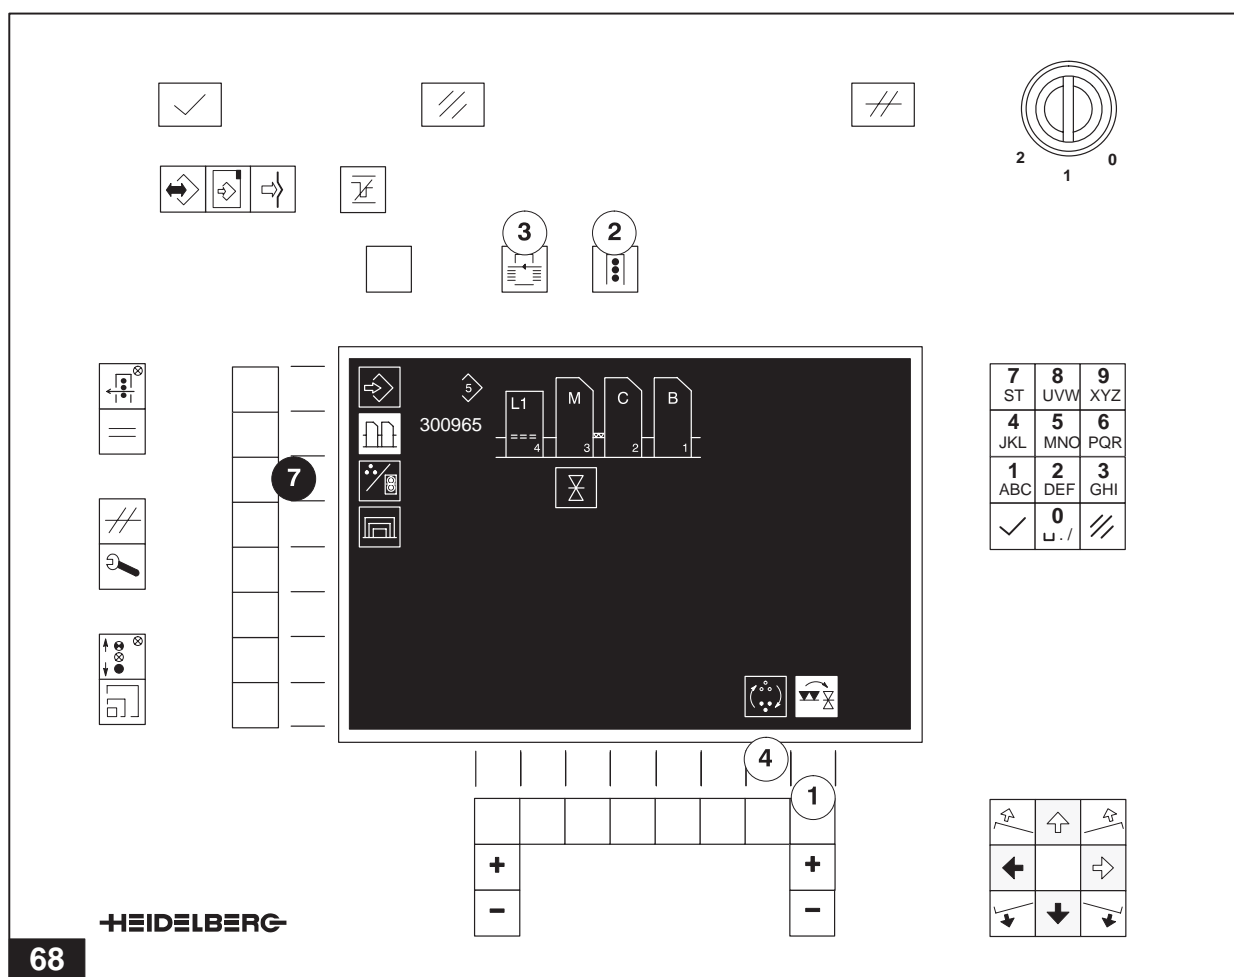 2 0
1
3 2
5
L1 M C B
300965
4 3 2 1
7
7 8 9
ST UVW XYZ
4 5 6
JKL MNO PQR
1 2 3
ABC DEF GHI
0
␣ . /
4
1
+ +
− −
HEIDELBERG
68